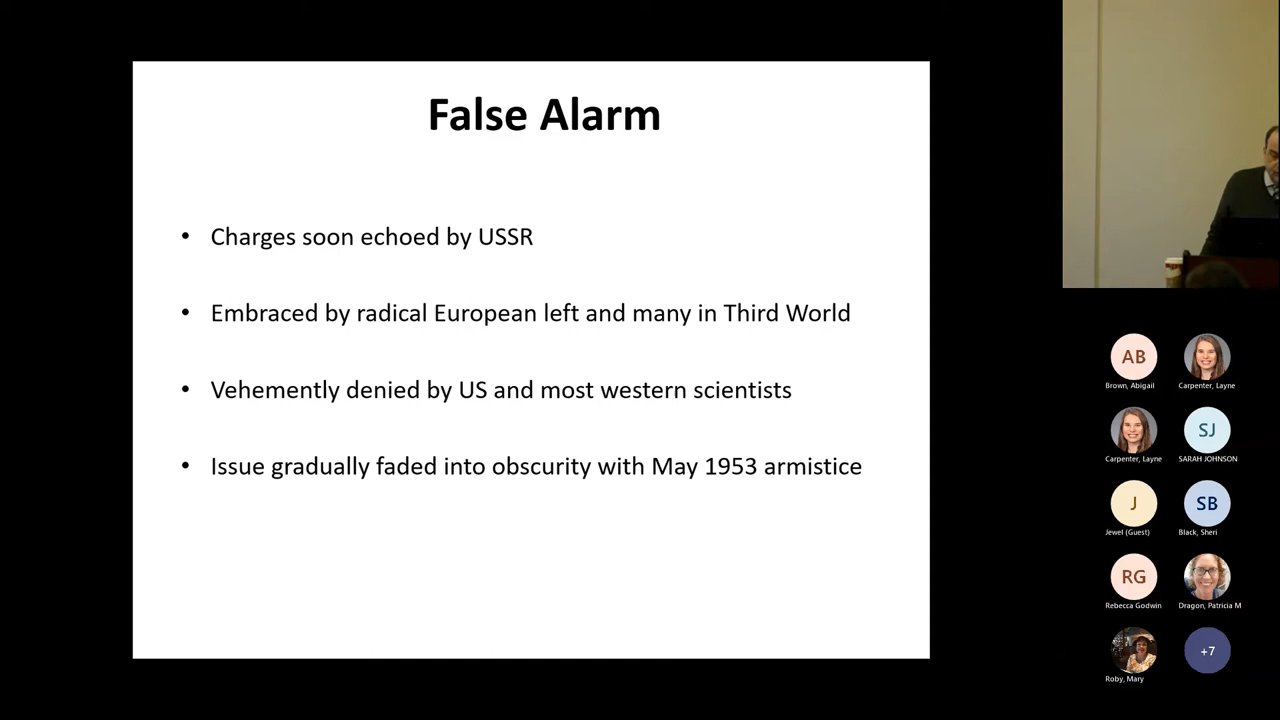 False Alarm
• Charges soon echoed by USSR
• Embraced by radical European left and many in Third World
• Vehemently denied by US and most western scientists
• Issue gradually faded into obscurity with May 1953 armistice
AB
Brown, Abigail
Carpenter, Layne
Carpenter, Layne
SJ
SARAH JOHNSON
J
Jewel (Guest)
SB
Black, Sheri
RG
Rebecca Godwin
Dragon, Patricia M
Roby, Mary
+7